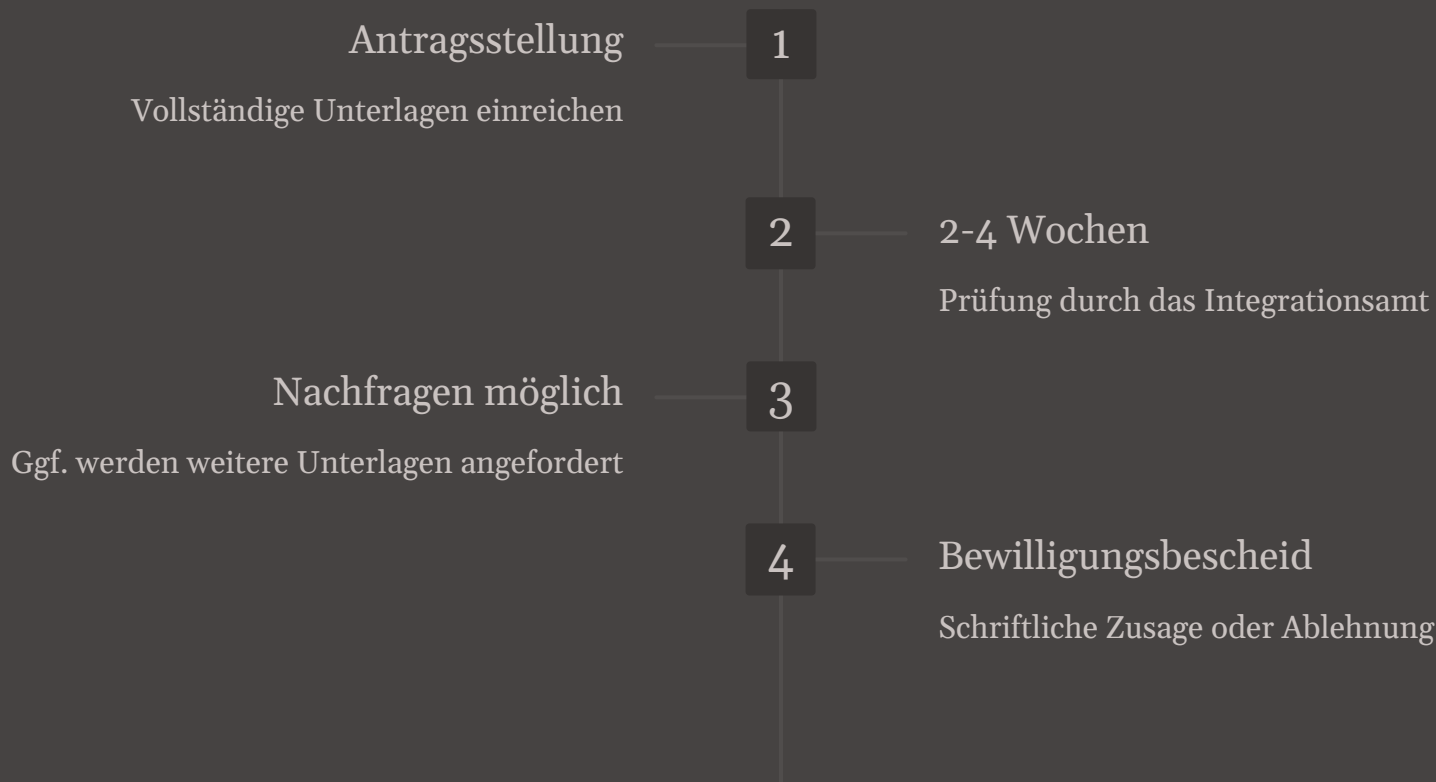 Antragsstellung
1
Vollständige Unterlagen einreichen
2
2-4 Wochen
Prüfung durch das Integrationsamt
Nachfragen möglich
3
Ggf. werden weitere Unterlagen angefordert
4
Bewilligungsbescheid
Schriftliche Zusage oder Ablehnung